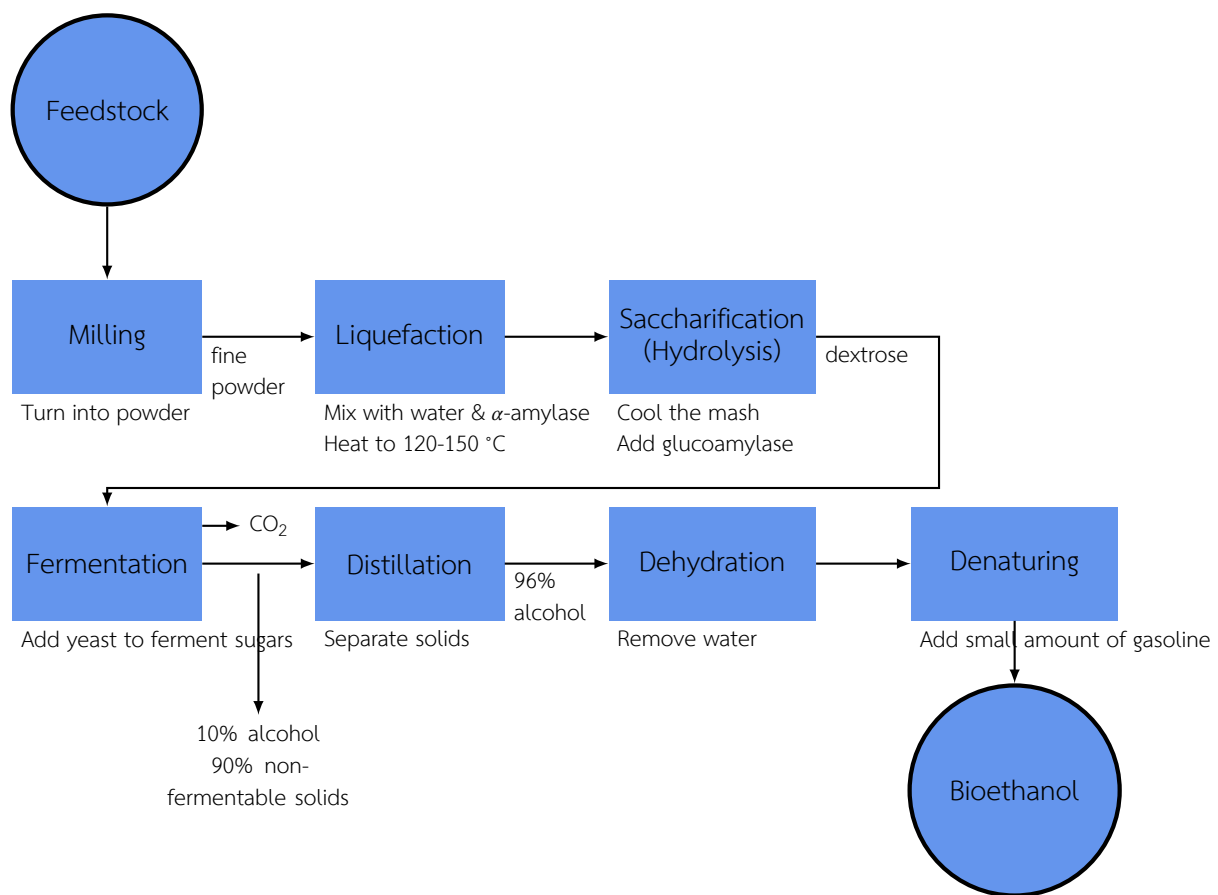 Feedstock
Milling
fine
powder
Turn into powder
Liquefaction
Mix with water & α-amylase
Heat to 120-150 °C
Saccharification
(Hydrolysis)
dextrose
Cool the mash
Add glucoamylase
Fermentation
CO₂
Add yeast to ferment sugars
10% alcohol
90% non-
fermentable solids
Distillation
96%
alcohol
Separate solids
Dehydration
Remove water
Denaturing
Add small amount of gasoline
Bioethanol